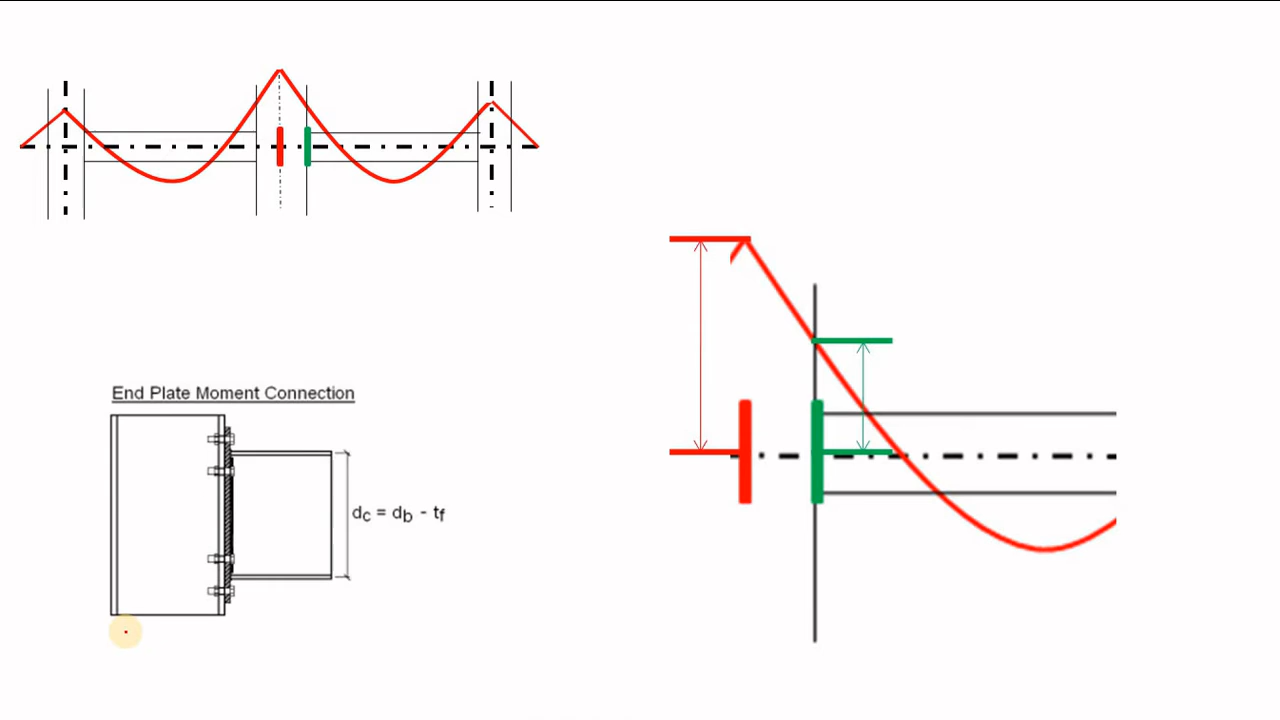 End Plate Moment Connection
dc = db - tf